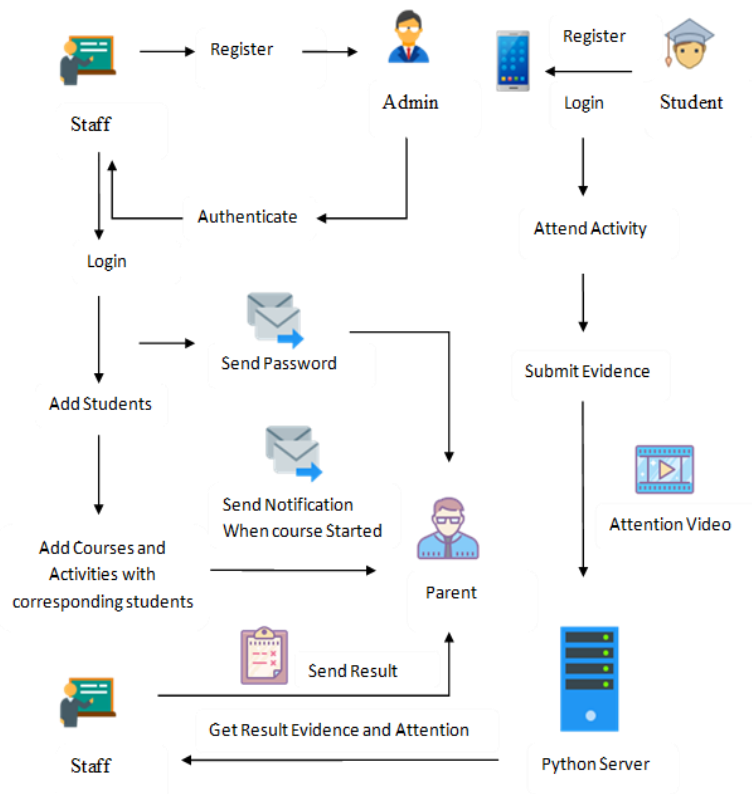 Register
Register
Admin
Login
Student
Staff
Authenticate
Attend Activity
Login
Send Password
Submit Evidence
Add Students
Send Notification
When course Started
Attention Video
Add Courses and
Activities with
corresponding students
Parent
Send Result
Get Result Evidence and Attention
Staff
Python Server